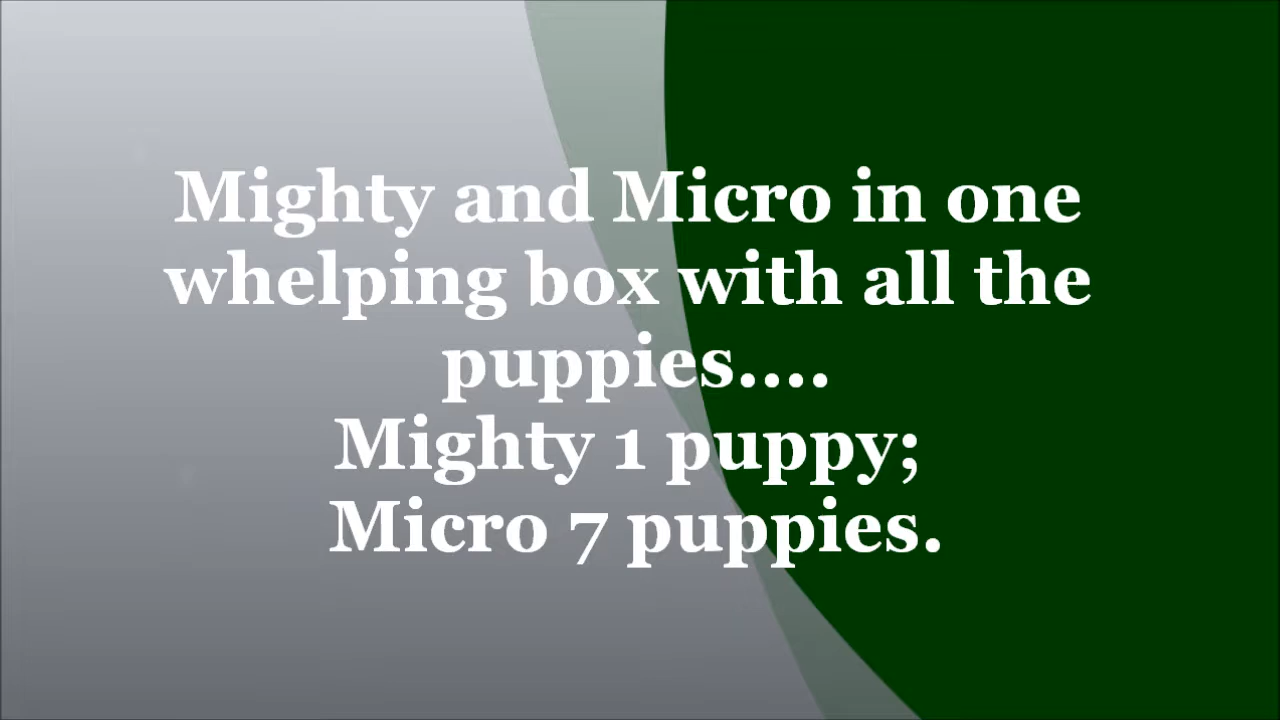 Mighty and Micro in one
whelping box with all the
puppies....
Mighty 1 puppy;
Micro 7 puppies.